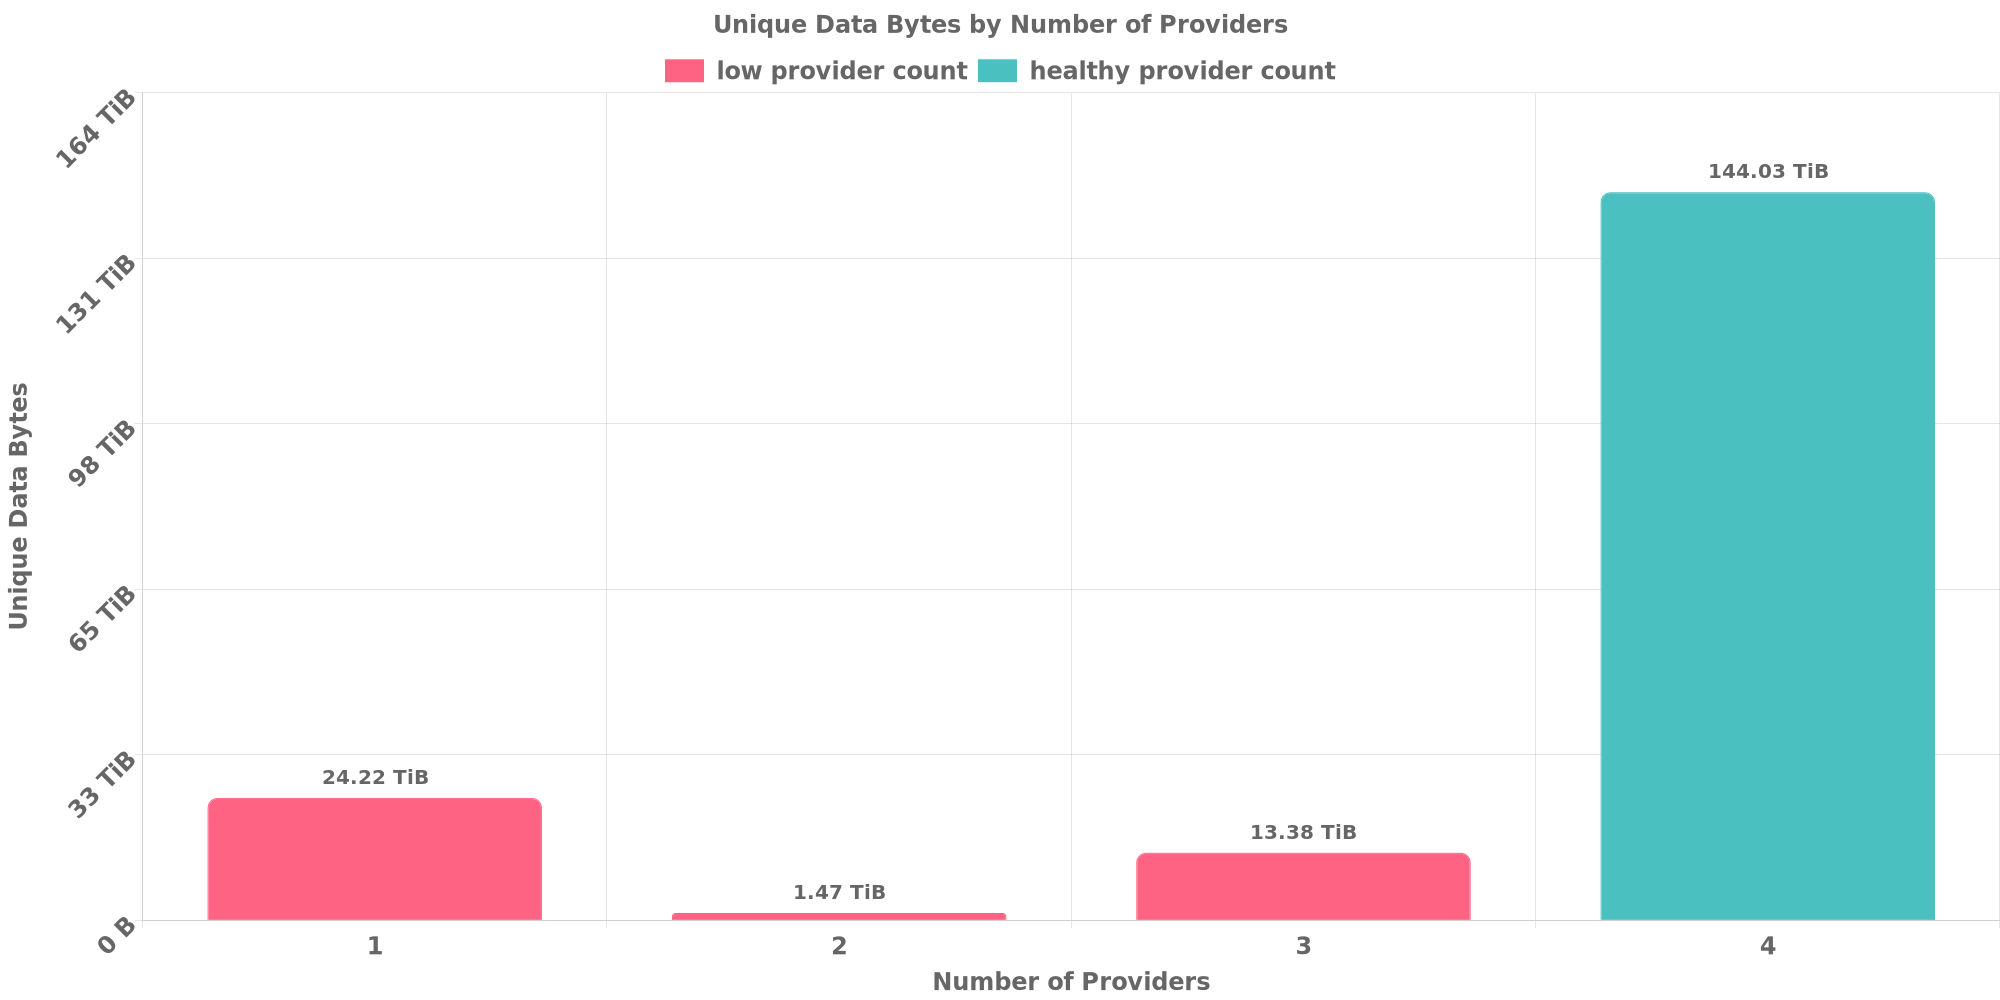 Unique Data Bytes by Number of Providers
low provider count healthy provider count
164 TiB
131 TiB
98 TiB
65 TiB
33 TiB
0 B
Unique Data Bytes
24.22 TiB
1.47 TiB
13.38 TiB
144.03 TiB
1 2 3 4
Number of Providers